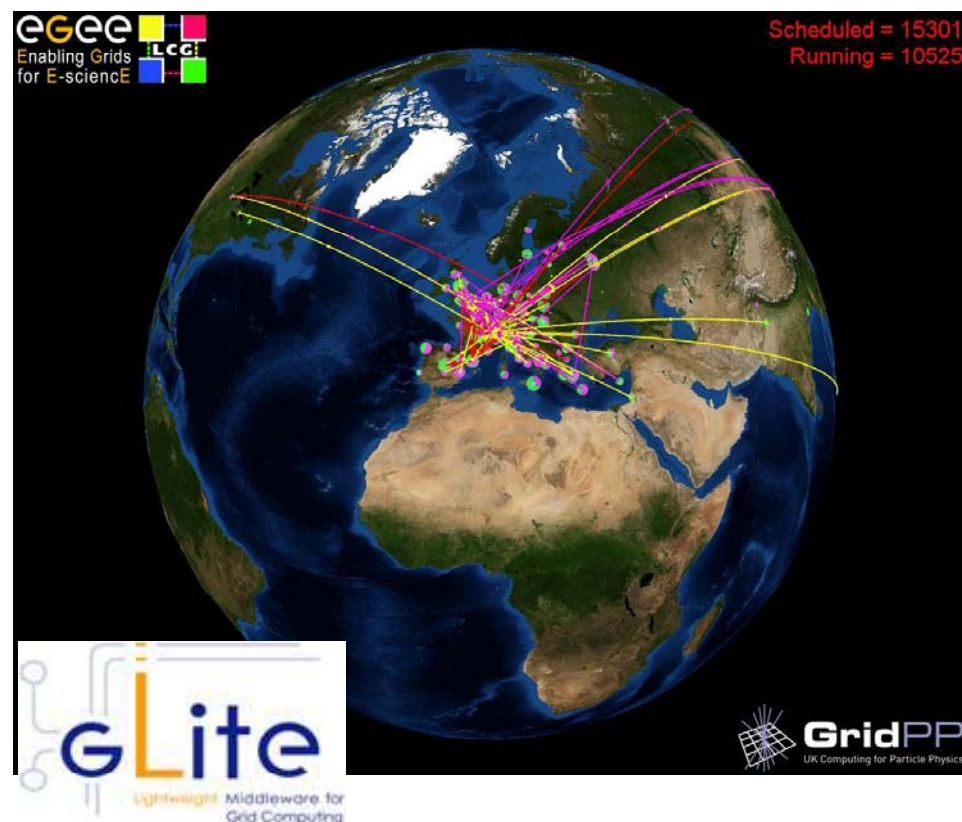 eGee
Enabling Grids
for E-sciencE
LCG
Scheduled = 15301
Running = 10525
gLite
Lightweight Middleware for
Grid Computing
GridPP
UK Computing for Particle Physics